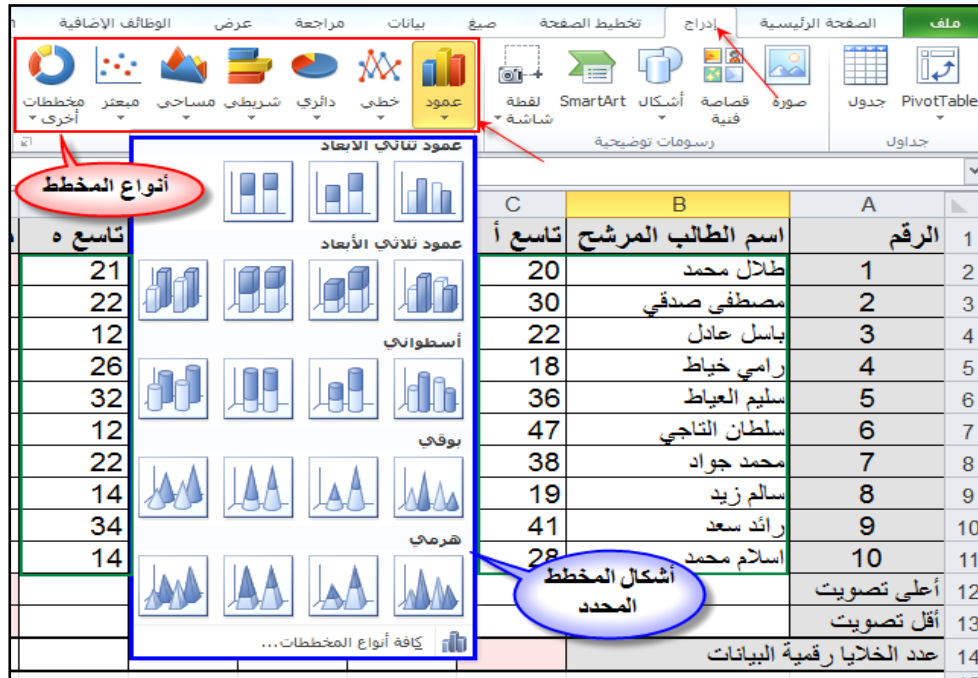 ملف الصفحة الرئيسية إدراج تخطيط الصفحة صيغ بيانات مراجعة عرض الوظائف الإضافية
PivotTable جدول صورة قصاصة فنية أشكال SmartArt لقطة شاشة عمود خطي دائري شريطي مساحي مبعثر مخططات أخرى
جداول رسومات توضيحية
أنواع المخطط
عمود ثنائي الأبعاد
عمود ثلاثي الأبعاد
أسطواني
بوقي
هرمي
كافة أنواع المخططات...
أشكال المخطط
المحدد
A B C
1 الرقم اسم الطالب المرشح تاسع أ تاسع ه
2 1 طلال محمد 20 21
3 2 مصطفى صدقي 30 22
4 3 باسل عادل 22 12
5 4 رامي خياط 18 26
6 5 سليم العياط 36 32
7 6 سلطان التاجي 47 12
8 7 محمد جواد 38 22
9 8 سالم زيد 19 14
10 9 رائد سعد 41 34
11 10 اسلام محمد 28 14
12 أعلى تصويت
13 أقل تصويت
14 عدد الخلايا رقمية البيانات